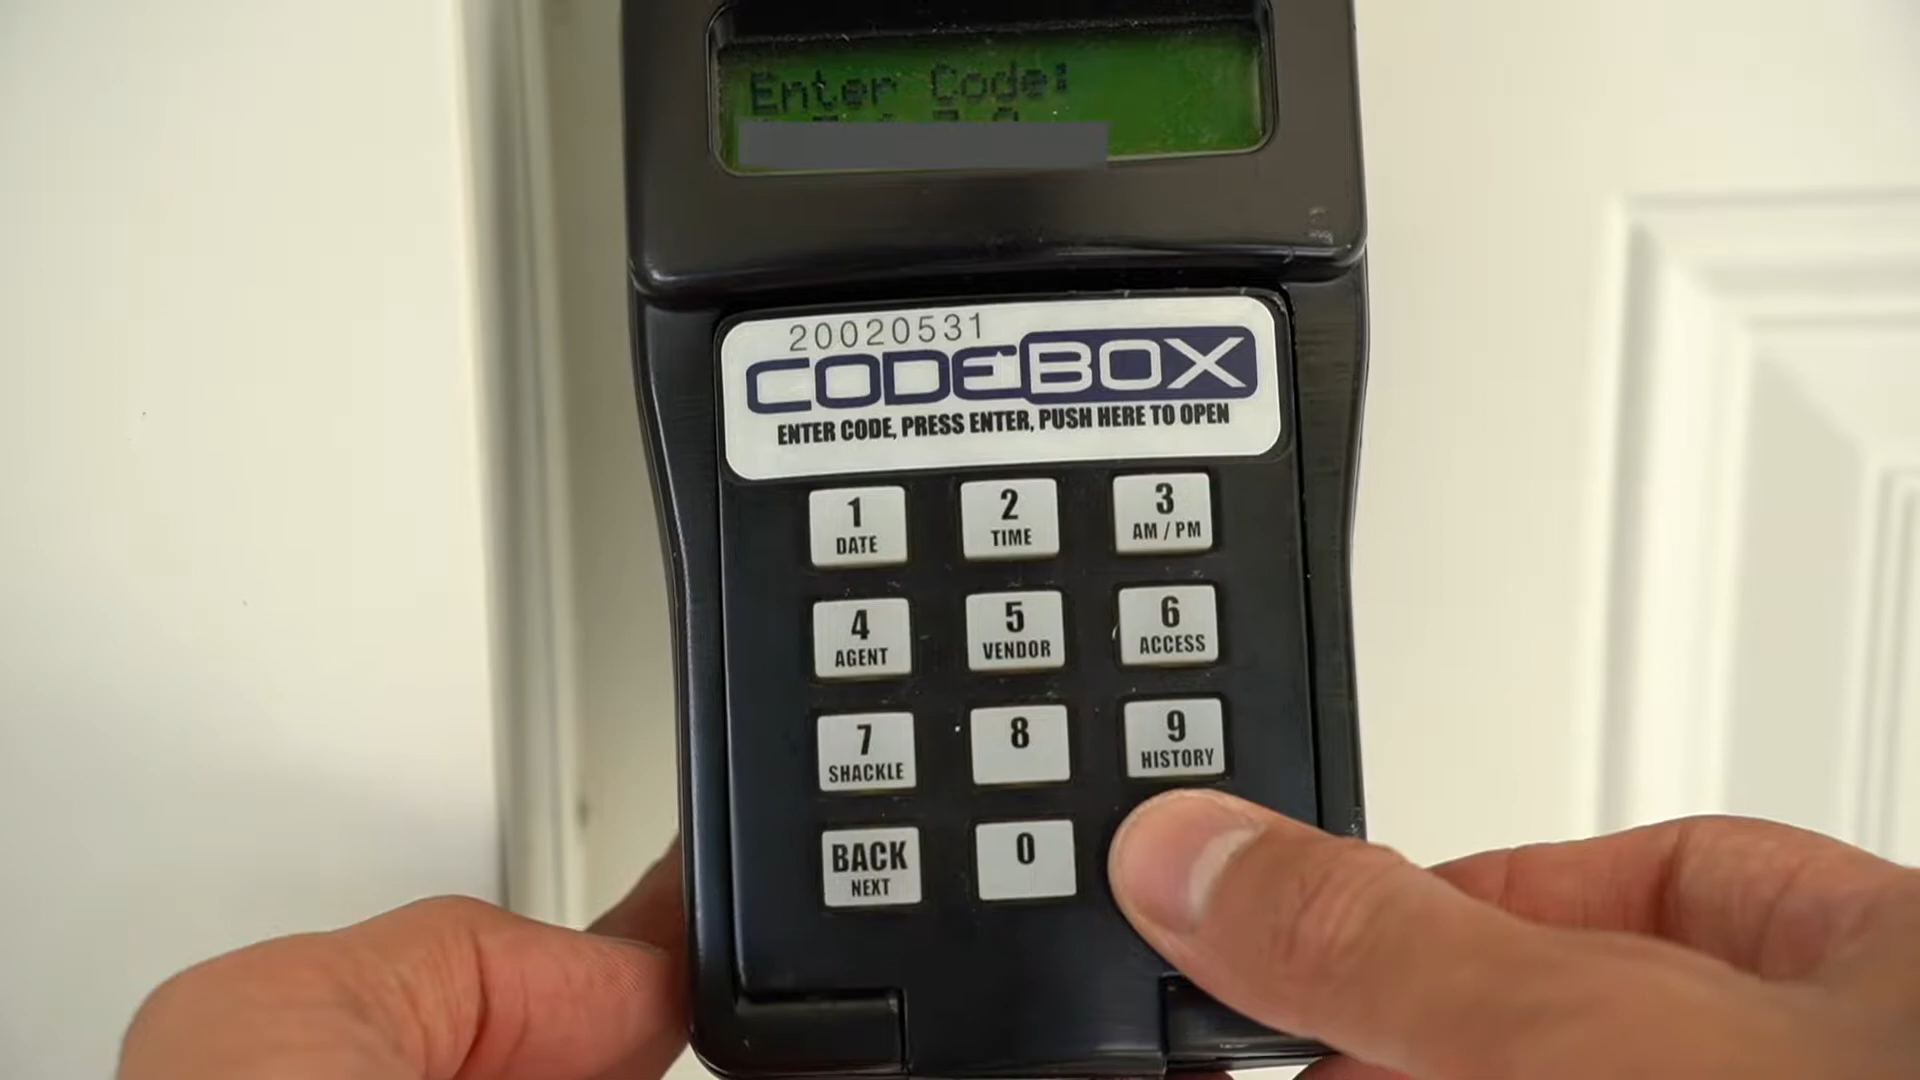 Enter Code:
20020531
CODEBOX
ENTER CODE, PRESS ENTER, PUSH HERE TO OPEN
1 2 3
DATE TIME AM / PM
4 5 6
AGENT VENDOR ACCESS
7 8 9
SHACKLE HISTORY
BACK 0
NEXT